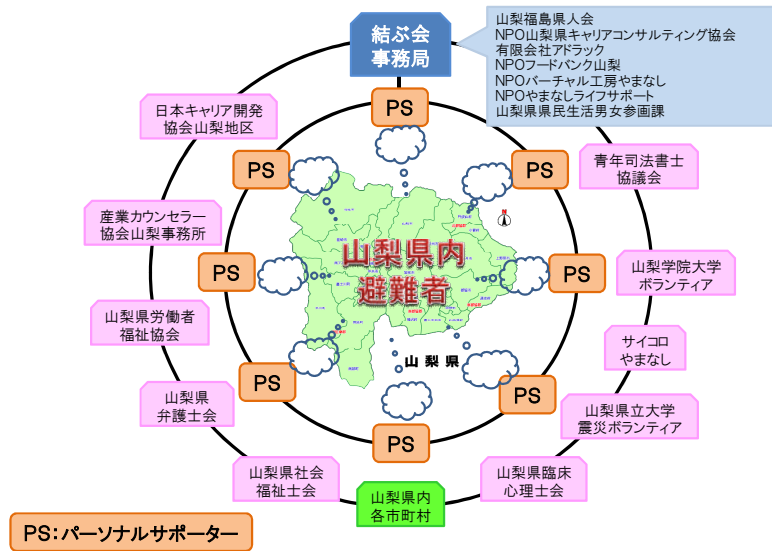 結ぶ会
事務局
山梨福島県人会
NPO山梨県キャリアコンサルティング協会
有限会社アドラック
NPOフードバンク山梨
NPOバーチャル工房やまなし
NPOやまなしライフサポート
山梨県県民生活男女参画課
日本キャリア開発
協会山梨地区
PS
PS
PS
青年司法書士
協議会
産業カウンセラー
協会山梨事務所
山梨県内
避難者
PS
PS
山梨学院大学
ボランティア
山梨県労働者
福祉協会
サイコロ
やまなし
山梨県
PS
PS
山梨県
弁護士会
山梨県立大学
震災ボランティア
PS
山梨県社会
福祉士会
山梨県臨床
心理士会
山梨県内
各市町村
PS：パーソナルサポーター